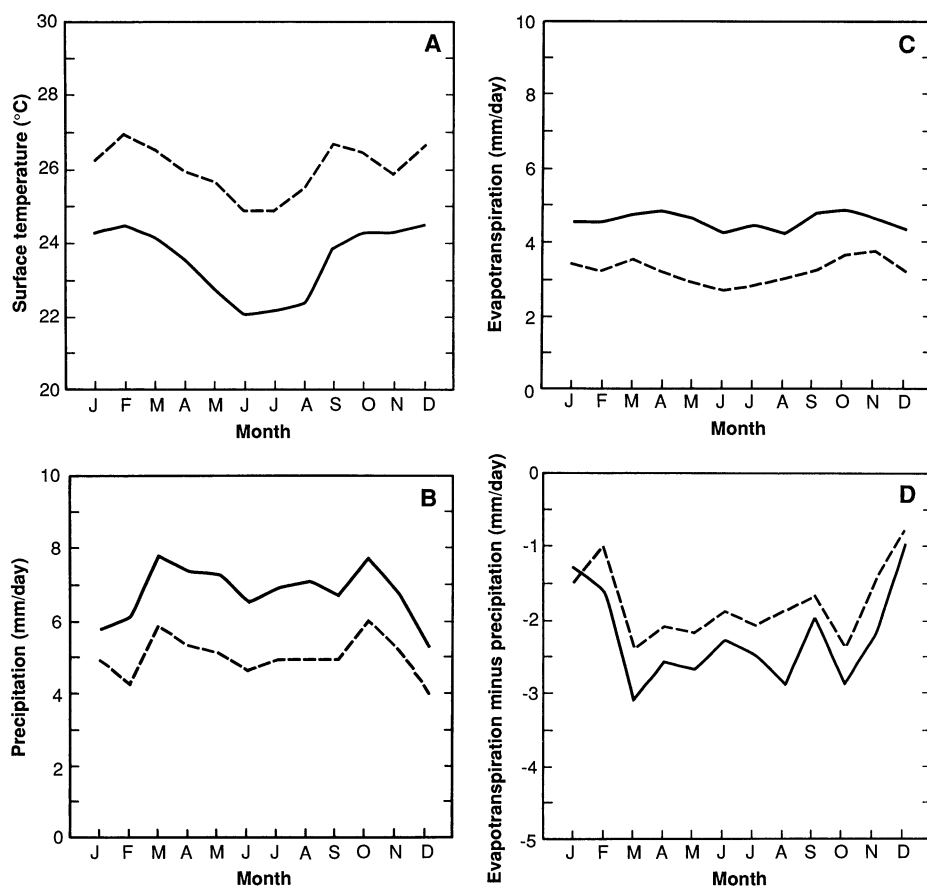 A
Surface temperature (°C)
30
28
26
24
22
20
J F M A M J J A S O N D
Month
C
Evapotranspiration (mm/day)
10
8
6
4
2
0
J F M A M J J A S O N D
Month
B
Precipitation (mm/day)
10
8
6
4
2
0
J F M A M J J A S O N D
Month
D
Evapotranspiration minus precipitation (mm/day)
0
-1
-2
-3
-4
-5
J F M A M J J A S O N D
Month